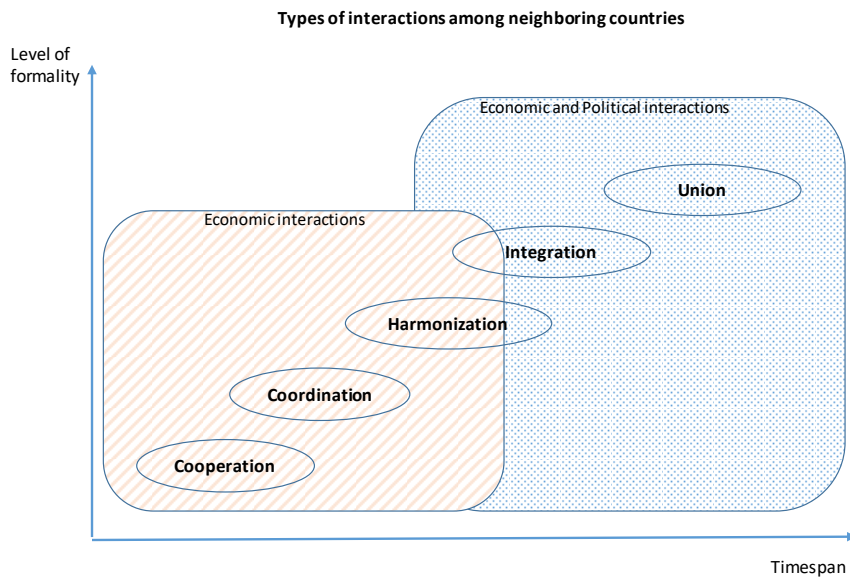 Types of interactions among neighboring countries
Level of
formality
Economic and Political interactions
Union
Economic interactions
Integration
Harmonization
Coordination
Cooperation
Timespan